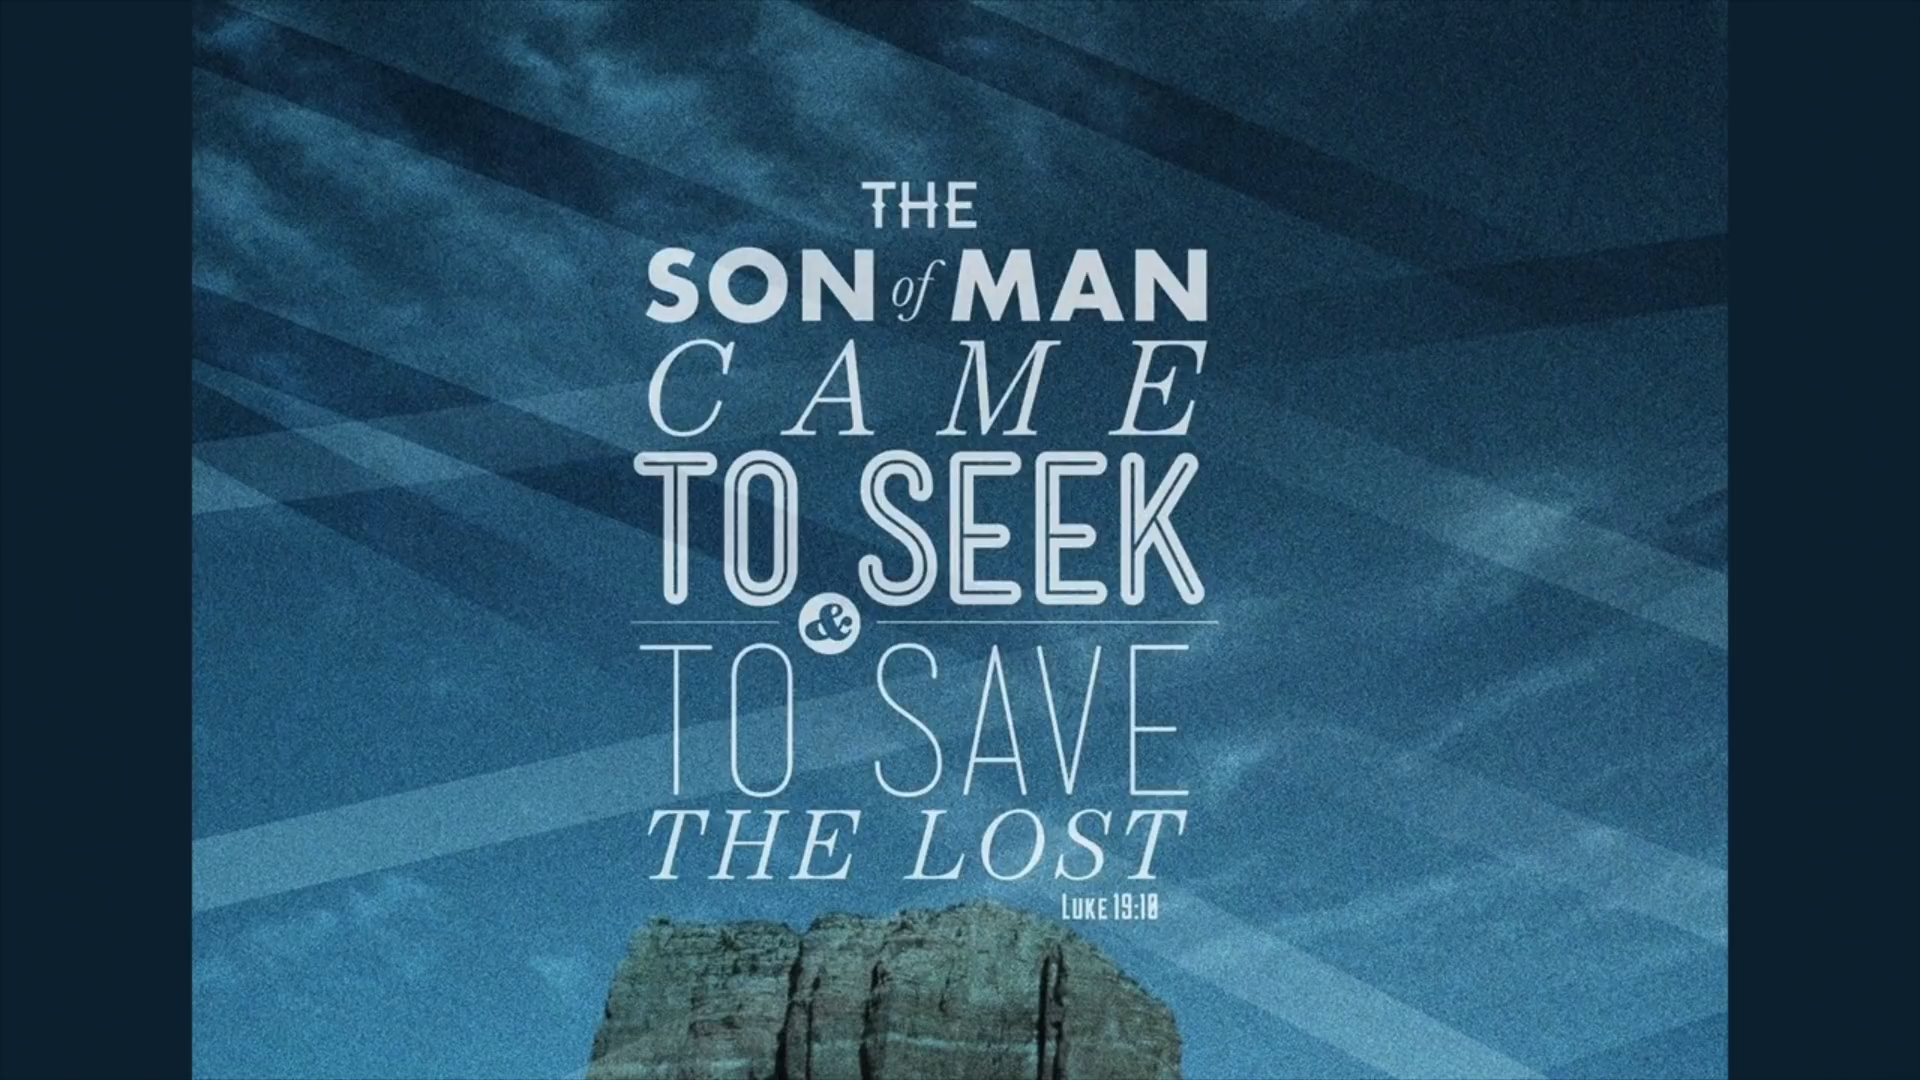 THE
SON of MAN
CAME
TO SEEK
&
TO SAVE
THE LOST
LUKE 19:10